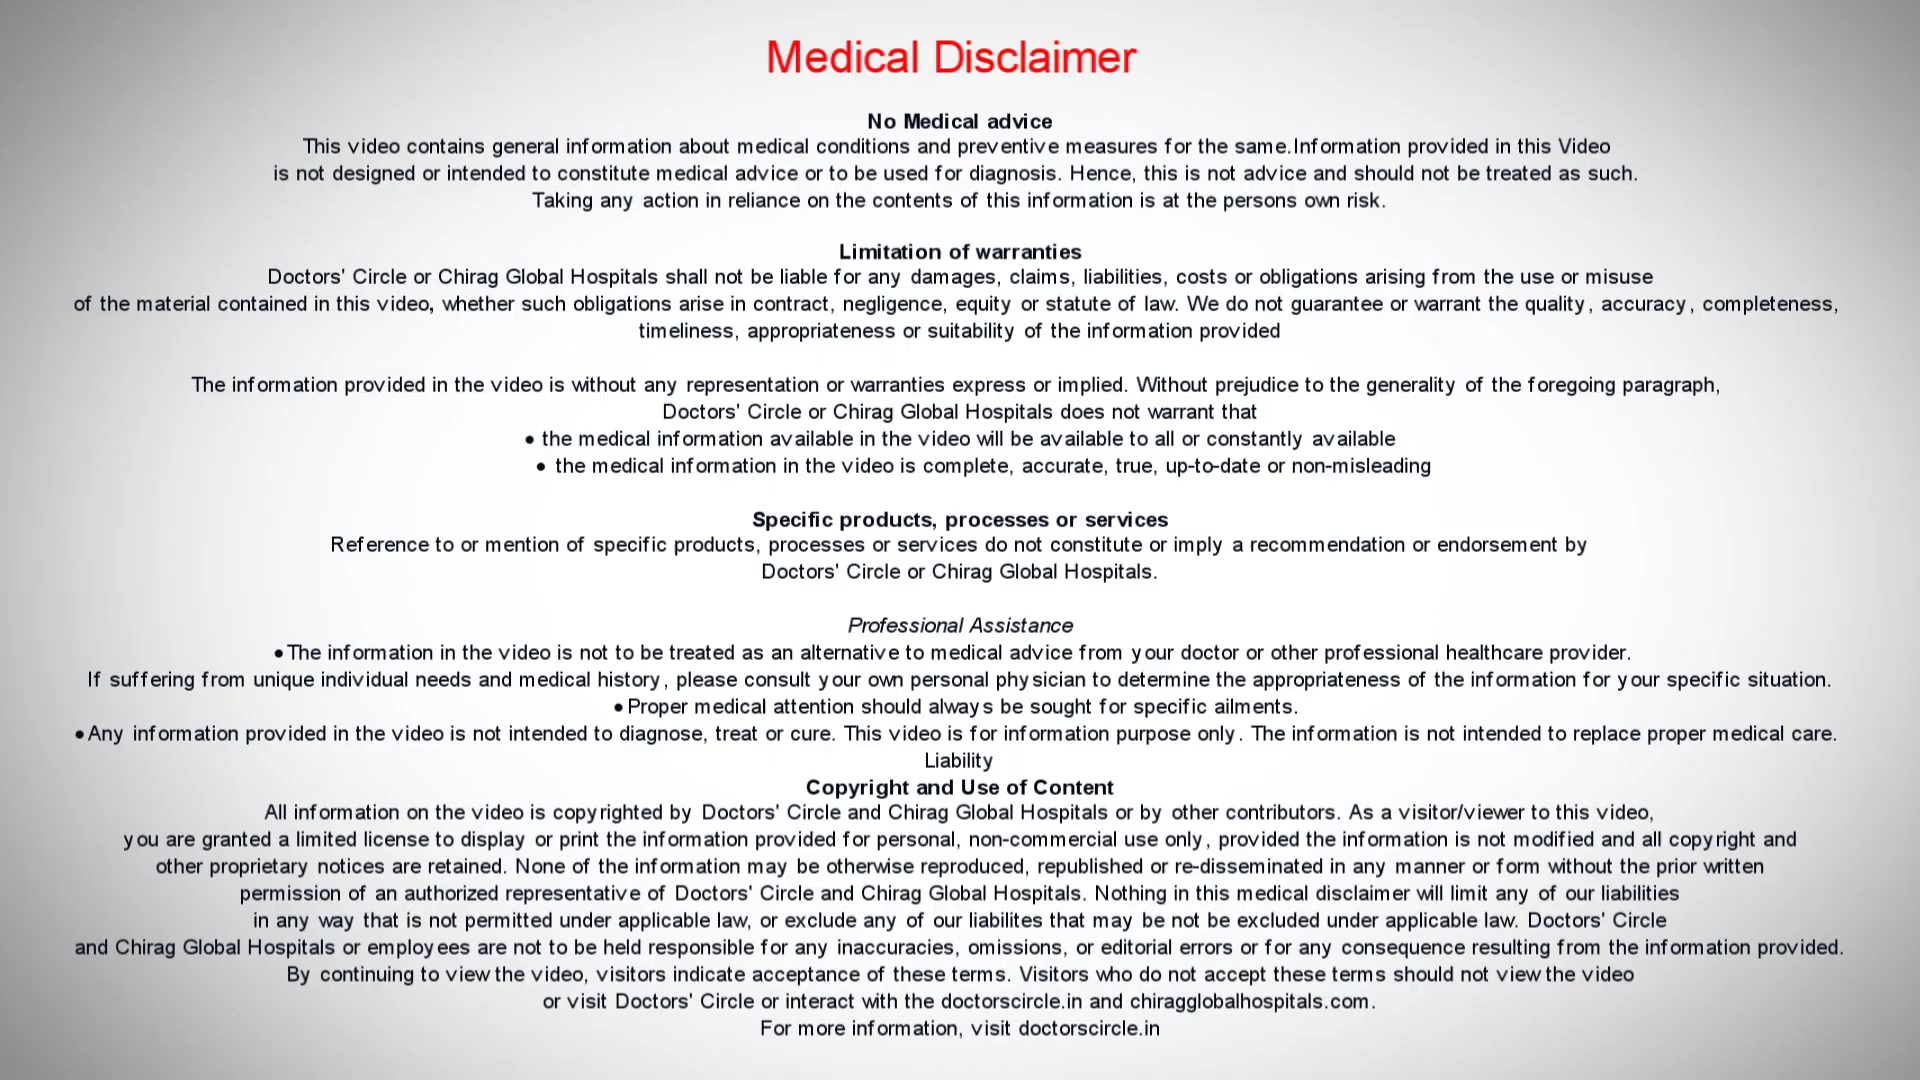 Medical Disclaimer
No Medical advice
This video contains general information about medical conditions and preventive measures for the same.Information provided in this Video
is not designed or intended to constitute medical advice or to be used for diagnosis. Hence, this is not advice and should not be treated as such.
Taking any action in reliance on the contents of this information is at the persons own risk.
Limitation of warranties
Doctors' Circle or Chirag Global Hospitals shall not be liable for any damages, claims, liabilities, costs or obligations arising from the use or misuse
of the material contained in this video, whether such obligations arise in contract, negligence, equity or statute of law. We do not guarantee or warrant the quality, accuracy, completeness,
timeliness, appropriateness or suitability of the information provided
The information provided in the video is without any representation or warranties express or implied. Without prejudice to the generality of the foregoing paragraph,
Doctors' Circle or Chirag Global Hospitals does not warrant that
• the medical information available in the video will be available to all or constantly available
• the medical information in the video is complete, accurate, true, up-to-date or non-misleading
Specific products, processes or services
Reference to or mention of specific products, processes or services do not constitute or imply a recommendation or endorsement by
Doctors' Circle or Chirag Global Hospitals.
Professional Assistance
•The information in the video is not to be treated as an alternative to medical advice from your doctor or other professional healthcare provider.
If suffering from unique individual needs and medical history, please consult your own personal physician to determine the appropriateness of the information for your specific situation.
•Proper medical attention should always be sought for specific ailments.
•Any information provided in the video is not intended to diagnose, treat or cure. This video is for information purpose only. The information is not intended to replace proper medical care.
Liability
Copyright and Use of Content
All information on the video is copyrighted by Doctors' Circle and Chirag Global Hospitals or by other contributors. As a visitor/viewer to this video,
you are granted a limited license to display or print the information provided for personal, non-commercial use only, provided the information is not modified and all copyright and
other proprietary notices are retained. None of the information may be otherwise reproduced, republished or re-disseminated in any manner or form without the prior written
permission of an authorized representative of Doctors' Circle and Chirag Global Hospitals. Nothing in this medical disclaimer will limit any of our liabilities
in any way that is not permitted under applicable law, or exclude any of our liabilites that may be not be excluded under applicable law. Doctors' Circle
and Chirag Global Hospitals or employees are not to be held responsible for any inaccuracies, omissions, or editorial errors or for any consequence resulting from the information provided.
By continuing to view the video, visitors indicate acceptance of these terms. Visitors who do not accept these terms should not view the video
or visit Doctors' Circle or interact with the doctorscircle.in and chiragglobalhospitals.com.
For more information, visit doctorscircle.in